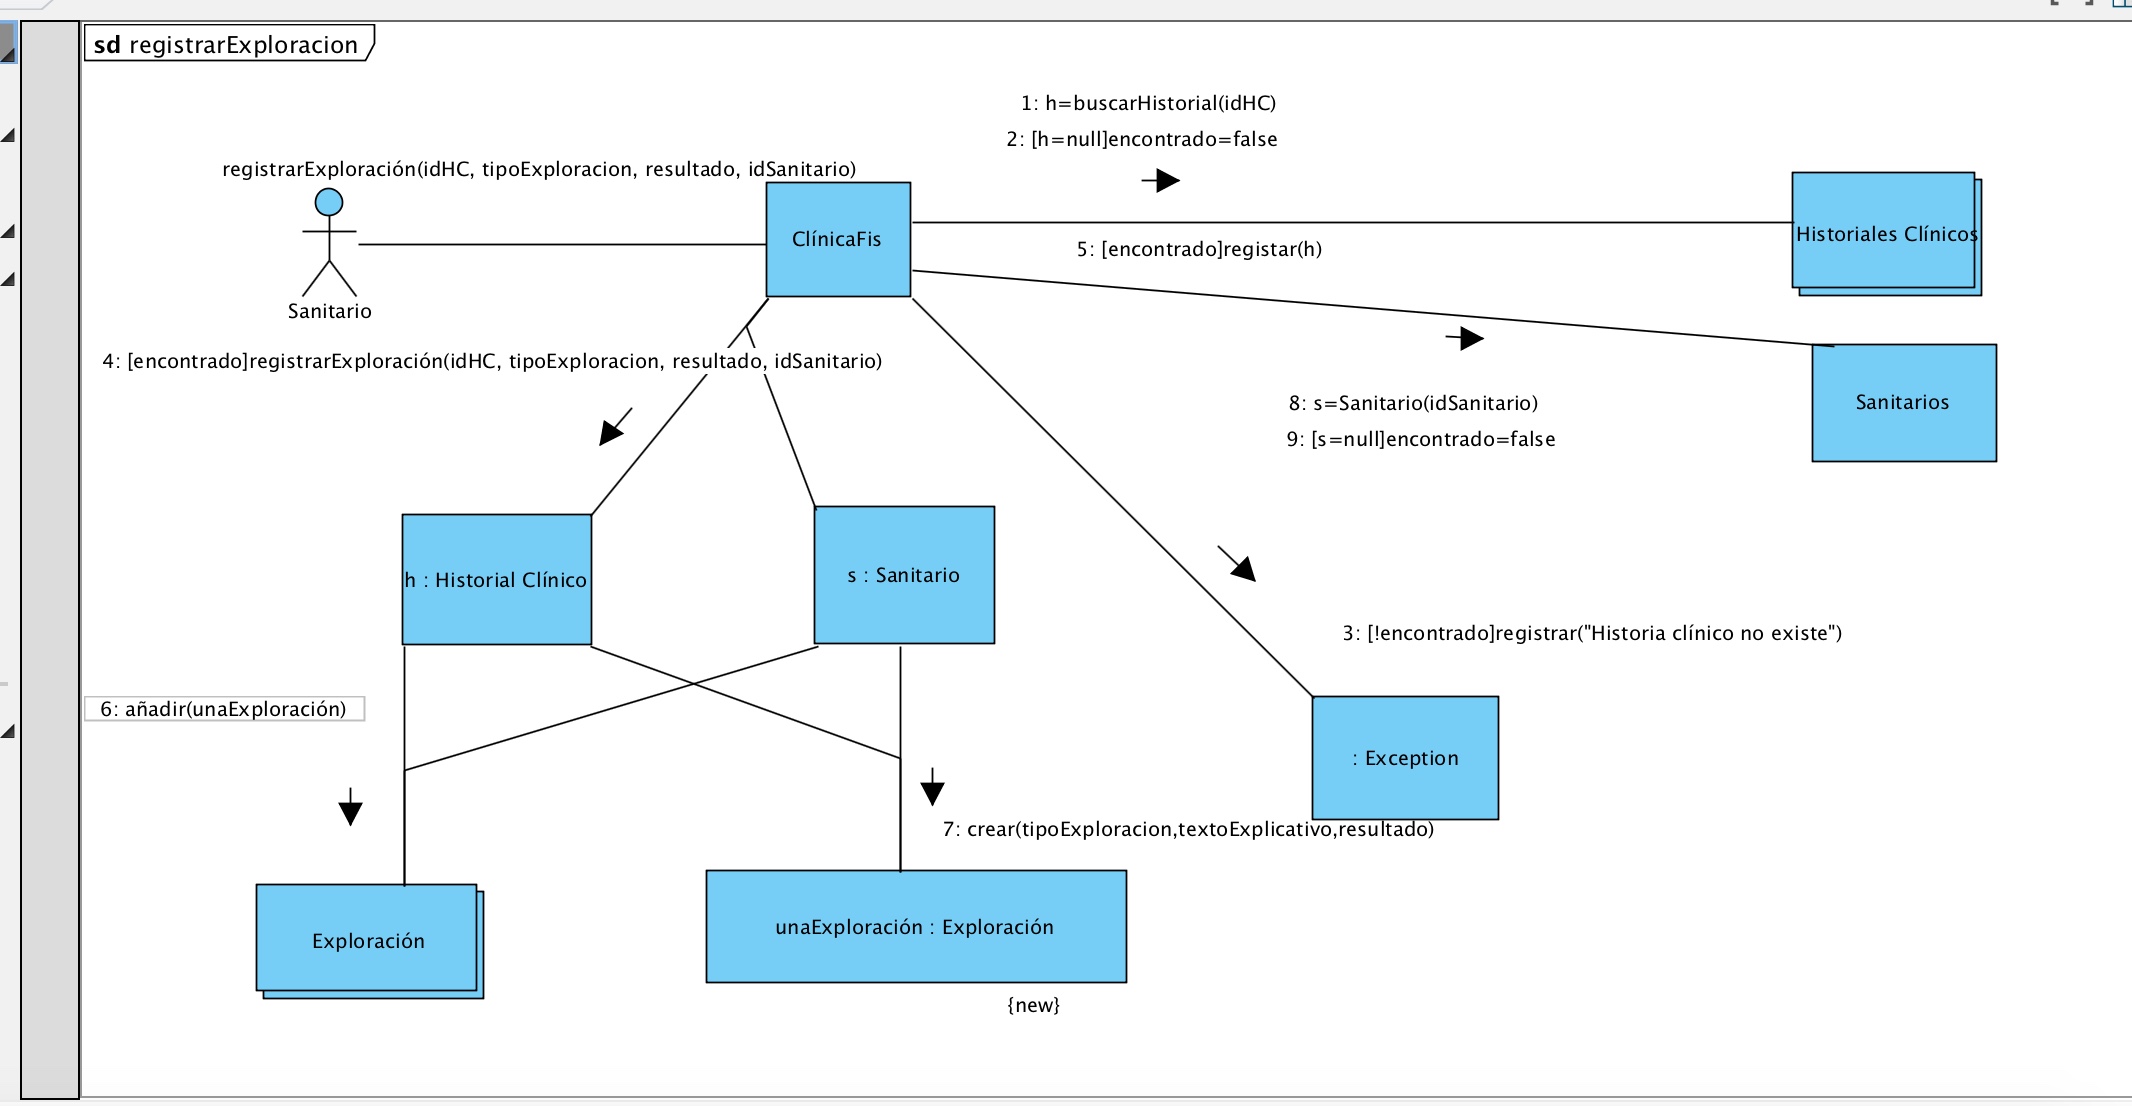 sd registrarExploracion
1: h=buscarHistorial(idHC)
2: [h=null]encontrado=false
registrarExploración(idHC, tipoExploracion, resultado, idSanitario)
ClínicaFis
Historiales Clínicos
5: [encontrado]registar(h)
Sanitario
4: [encontrado]registrarExploración(idHC, tipoExploracion, resultado, idSanitario)
8: s=Sanitario(idSanitario)
9: [s=null]encontrado=false
Sanitarios
h : Historial Clínico
s : Sanitario
3: [!encontrado]registrar("Historia clínico no existe")
6: añadir(unaExploración)
: Exception
7: crear(tipoExploracion,textoExplicativo,resultado)
Exploración
unaExploración : Exploración
{new}